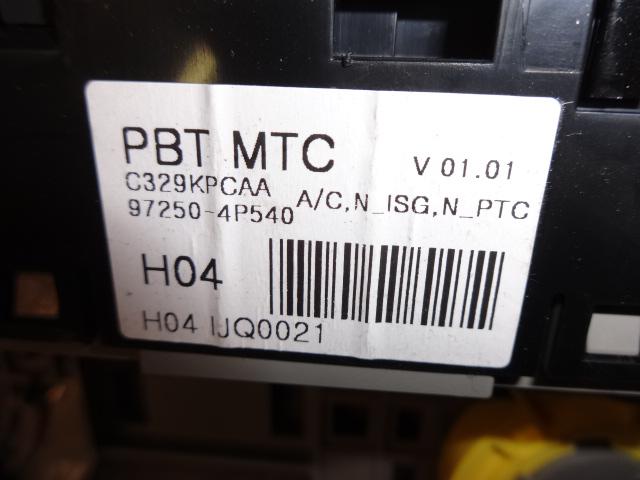 PBT MTC V 01.01
C329KPCAA
97250-4P540 A/C,N_ISG,N_PTC
H04
H04 IJQ0021